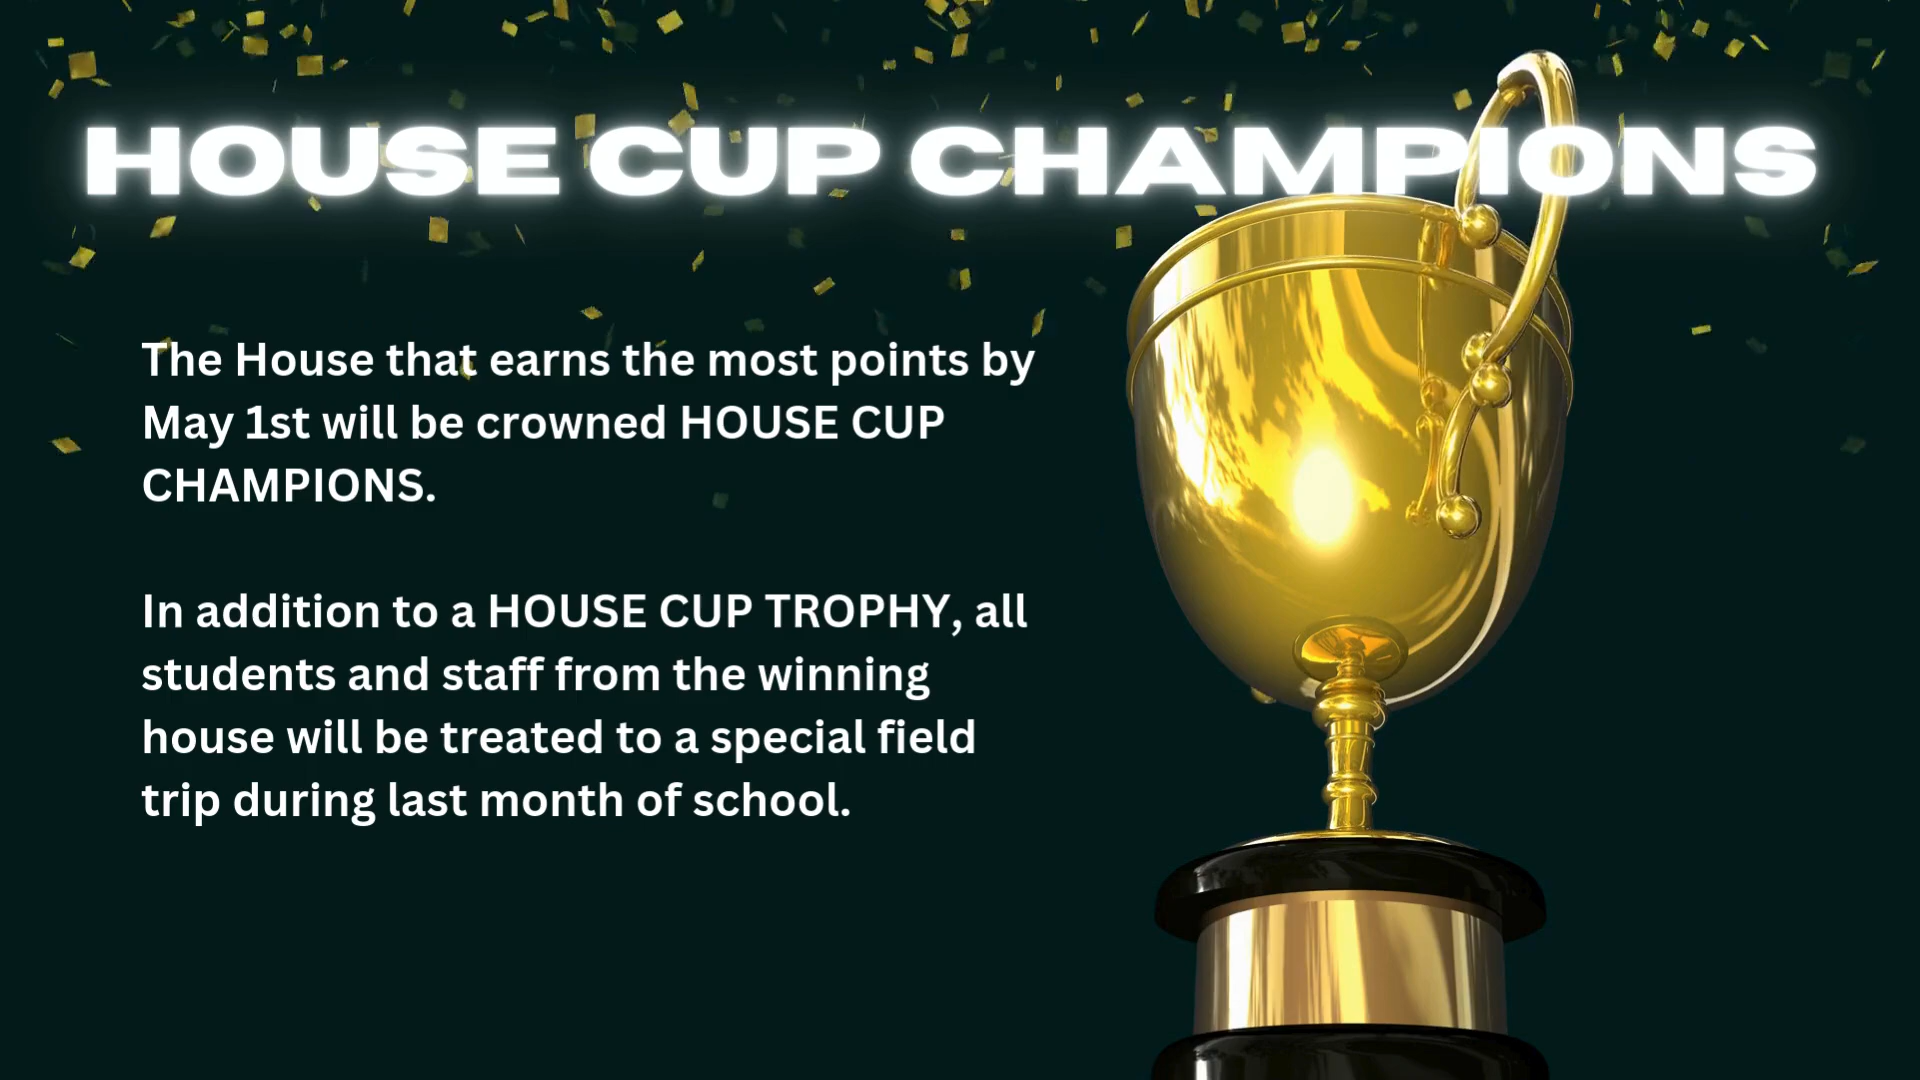 HOUSE CUP CHAMPIONS
The House that earns the most points by
May 1st will be crowned HOUSE CUP
CHAMPIONS.
In addition to a HOUSE CUP TROPHY, all
students and staff from the winning
house will be treated to a special field
trip during last month of school.